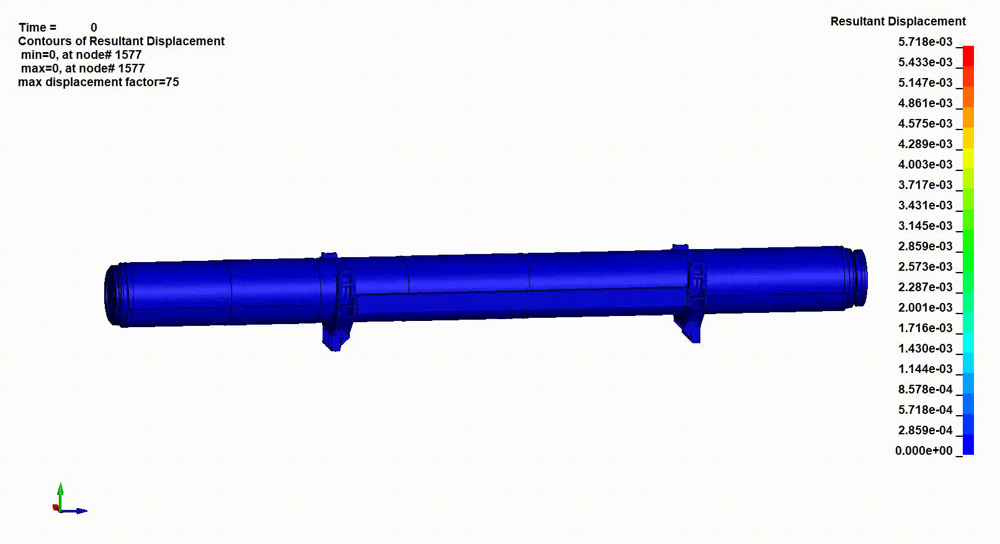 Time = 0
Contours of Resultant Displacement
min=0, at node# 1577
max=0, at node# 1577
max displacement factor=75
Resultant Displacement
5.718e-03
5.433e-03
5.147e-03
4.861e-03
4.575e-03
4.289e-03
4.003e-03
3.717e-03
3.431e-03
3.145e-03
2.859e-03
2.573e-03
2.287e-03
2.001e-03
1.716e-03
1.430e-03
1.144e-03
8.578e-04
5.718e-04
2.859e-04
0.000e+00